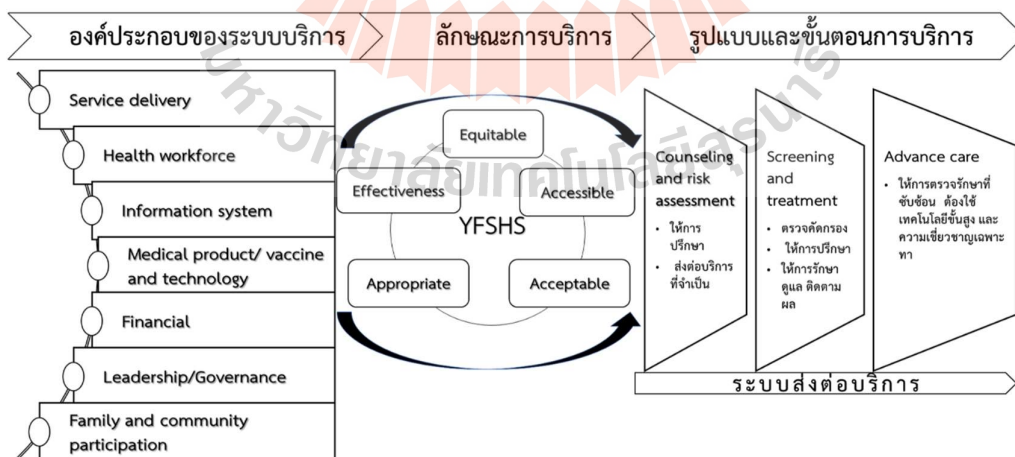 องค์ประกอบของระบบบริการ
ลักษณะการบริการ
รูปแบบและขั้นตอนการบริการ
Service delivery
Health workforce
Information system
Medical product/ vaccine
and technology
Financial
Leadership/Governance
Family and community
participation
Equitable
Effectiveness
Accessible
YFSHS
Appropriate
Acceptable
Counseling
and risk
assessment
• ให้การ
ปรึกษา
• ส่งต่อบริการ
ที่จำเป็น
Screening
and
treatment
• ตรวจคัดกรอง
• ให้การปรึกษา
• ให้การรักษา
ดูแล ติดตาม
ผล
Advance care
• ให้การตรวจรักษาที่
ซับซ้อน ต้องใช้
เทคโนโลยีขั้นสูง และ
ความเชี่ยวชาญเฉพาะ
ทา
ระบบส่งต่อบริการ
มหาวิทยาลัยเทคโนโลยีสุรนารี